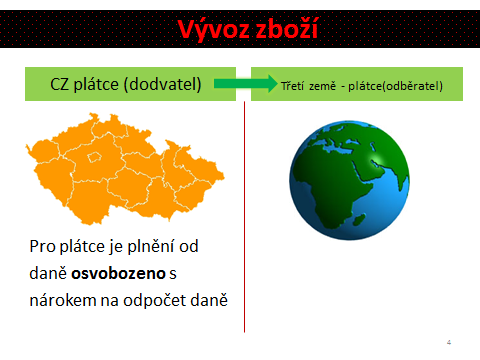 Vývoz zboží
CZ plátce (dodvatel)
Třetí země - plátce(odběratel)
Pro plátce je plnění od
daně osvobozeno s
nárokem na odpočet daně
4